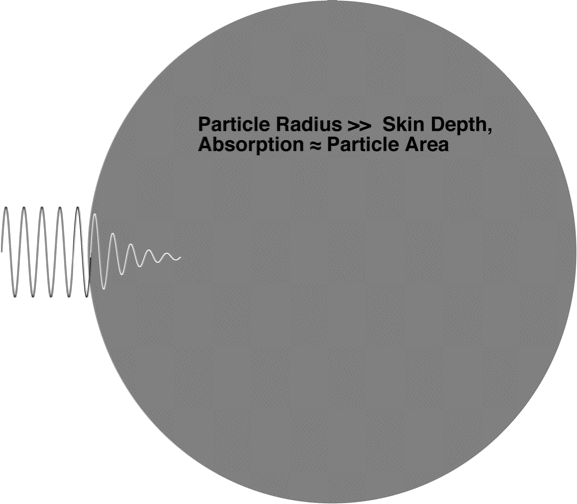 Particle Radius >>  Skin Depth,
Absorption ≈ Particle Area